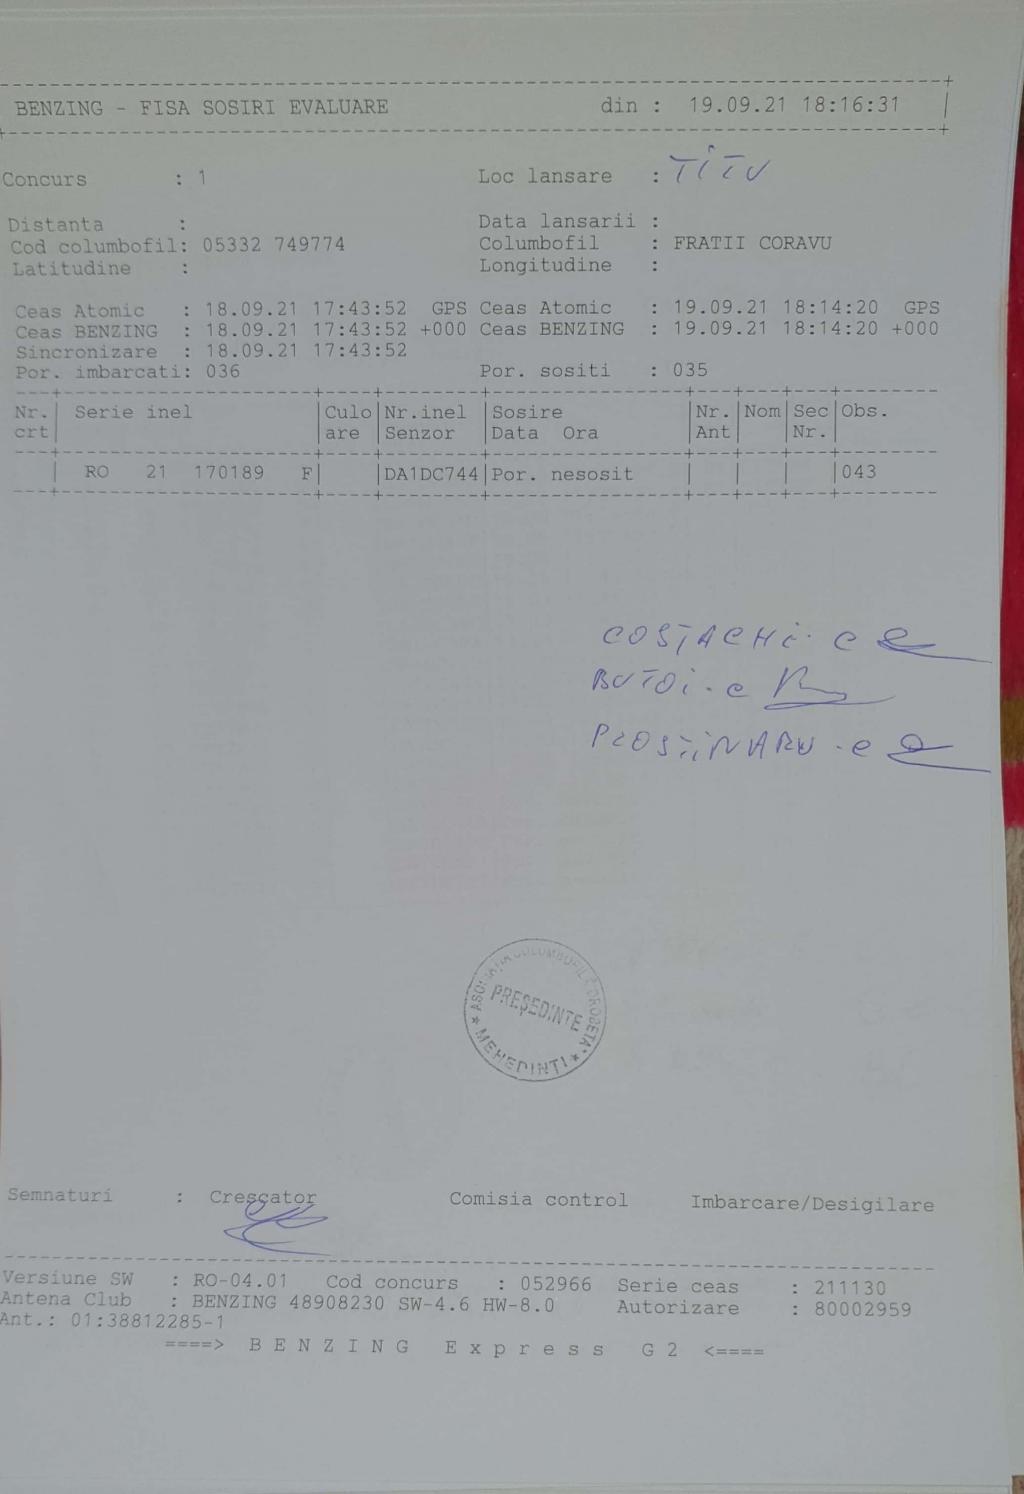 BENZING - FISA SOSIRI EVALUARE din : 19.09.21 18:16:31
Concurs : 1 Loc lansare : TITU
Distanta : Data lansarii :
Cod columbofil: 05332 749774 Columbofil : FRATII CORAVU
Latitudine : Longitudine :
Ceas Atomic : 18.09.21 17:43:52 GPS Ceas Atomic : 19.09.21 18:14:20 GPS
Ceas BENZING : 18.09.21 17:43:52 +000 Ceas BENZING : 19.09.21 18:14:20 +000
Sincronizare : 18.09.21 17:43:52
Por. imbarcati: 036 Por. sositi : 035
Nr. Serie inel Culo Nr.inel Sosire Nr. Nom Sec Obs.
crt are Senzor Data Ora Ant Nr.
RO 21 170189 F DA1DC744 Por. nesosit 043
COSTACHI. C
BUTOI. C
PLOSTINARU. C
ASOCIATIA COLUMBOFILA DROBETA
PREŞEDINTE
MEHEDINTI
Semnaturi : Crescator Comisia control Imbarcare/Desigilare
Versiune SW : RO-04.01 Cod concurs : 052966 Serie ceas : 211130
Antena Club : BENZING 48908230 SW-4.6 HW-8.0 Autorizare : 80002959
Ant.: 01:38812285-1
====> B E N Z I N G E x p r e s s G 2 <====